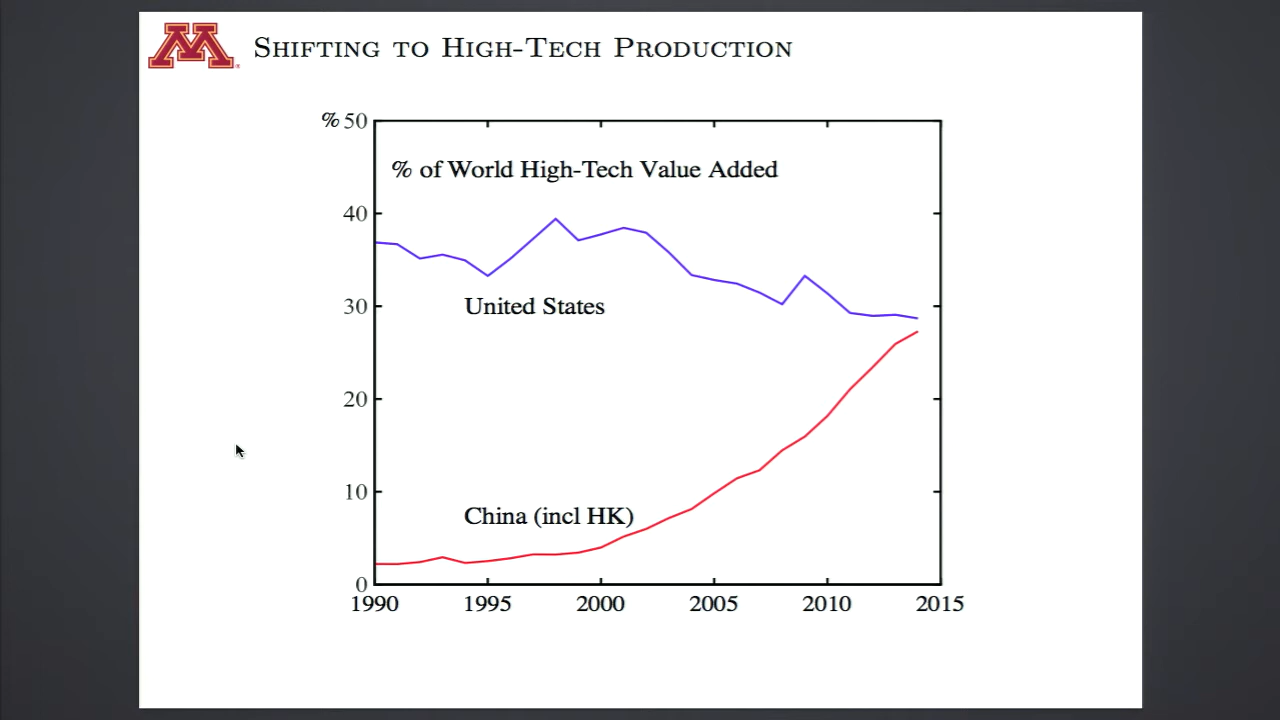 M
SHIFTING TO HIGH-TECH PRODUCTION
% 50
% of World High-Tech Value Added
40
30
United States
20
10
China (incl HK)
0
1990 1995 2000 2005 2010 2015